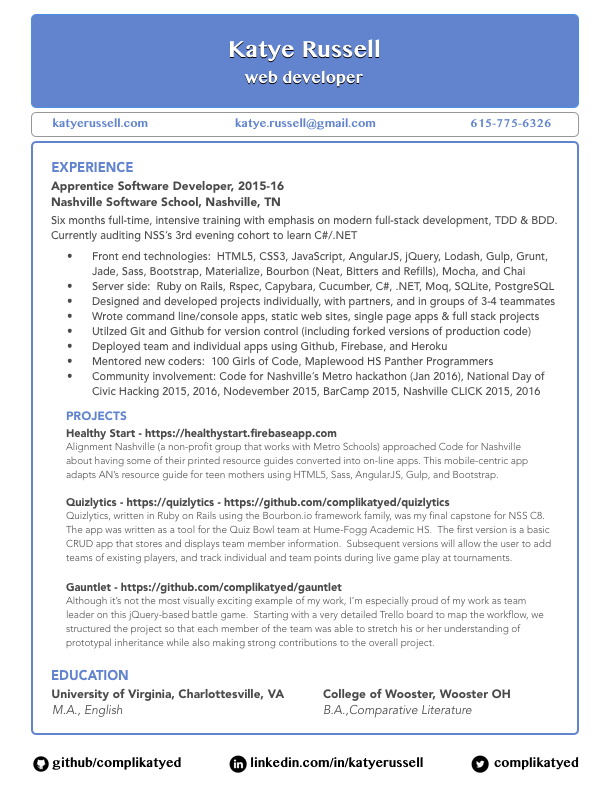 Katye Russell
web developer
katyerussell.com katye.russell@gmail.com 615-775-6326
EXPERIENCE
Apprentice Software Developer, 2015-16
Nashville Software School, Nashville, TN
Six months full-time, intensive training with emphasis on modern full-stack development, TDD & BDD.
Currently auditing NSS's 3rd evening cohort to learn C#/.NET
• Front end technologies: HTML5, CSS3, JavaScript, AngularJS, jQuery, Lodash, Gulp, Grunt,
Jade, Sass, Bootstrap, Materialize, Bourbon (Neat, Bitters and Refills), Mocha, and Chai
• Server side: Ruby on Rails, Rspec, Capybara, Cucumber, C#, .NET, Moq, SQLite, PostgreSQL
• Designed and developed projects individually, with partners, and in groups of 3-4 teammates
• Wrote command line/console apps, static web sites, single page apps & full stack projects
• Utilzed Git and Github for version control (including forked versions of production code)
• Deployed team and individual apps using Github, Firebase, and Heroku
• Mentored new coders: 100 Girls of Code, Maplewood HS Panther Programmers
• Community involvement: Code for Nashville's Metro hackathon (Jan 2016), National Day of
Civic Hacking 2015, 2016, Nodevember 2015, BarCamp 2015, Nashville CLICK 2015, 2016
PROJECTS
Healthy Start - https://healthystart.firebaseapp.com
Alignment Nashville (a non-profit group that works with Metro Schools) approached Code for Nashville
about having some of their printed resource guides converted into on-line apps. This mobile-centric app
adapts AN's resource guide for teen mothers using HTML5, Sass, AngularJS, Gulp, and Bootstrap.
Quizlytics - https://quizlytics - https://github.com/complikatyed/quizlytics
Quizlytics, written in Ruby on Rails using the Bourbon.io framework family, was my final capstone for NSS C8.
The app was written as a tool for the Quiz Bowl team at Hume-Fogg Academic HS. The first version is a basic
CRUD app that stores and displays team member information. Subsequent versions will allow the user to add
teams of existing players, and track individual and team points during live game play at tournaments.
Gauntlet - https://github.com/complikatyed/gauntlet
Although it's not the most visually exciting example of my work, I'm especially proud of my work as team
leader on this jQuery-based battle game. Starting with a very detailed Trello board to map the workflow, we
structured the project so that each member of the team was able to stretch his or her understanding of
prototypal inheritance while also making strong contributions to the overall project.
EDUCATION
University of Virginia, Charlottesville, VA College of Wooster, Wooster OH
M.A., English B.A.,Comparative Literature
github/complikatyed linkedin.com/in/katyerussell complikatyed